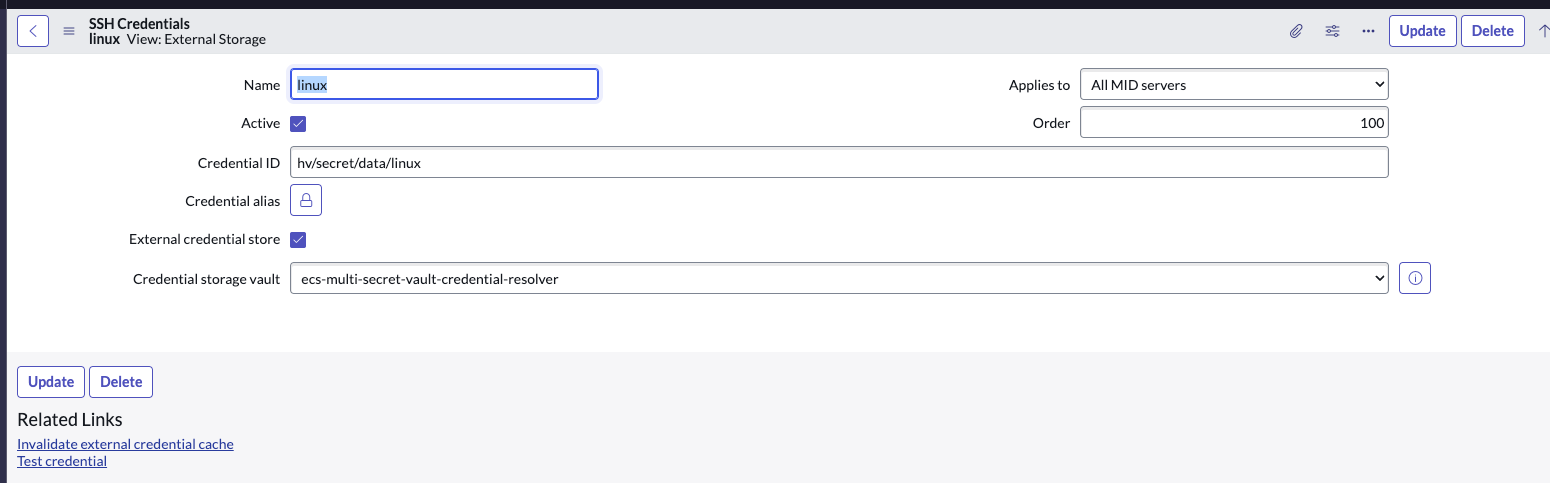 SSH Credentials
linux View: External Storage
Update
Delete
Name
linux
Applies to
All MID servers
Active
Order
100
Credential ID
hv/secret/data/linux
Credential alias
External credential store
Credential storage vault
ecs-multi-secret-vault-credential-resolver
Update
Delete
Related Links
Invalidate external credential cache
Test credential